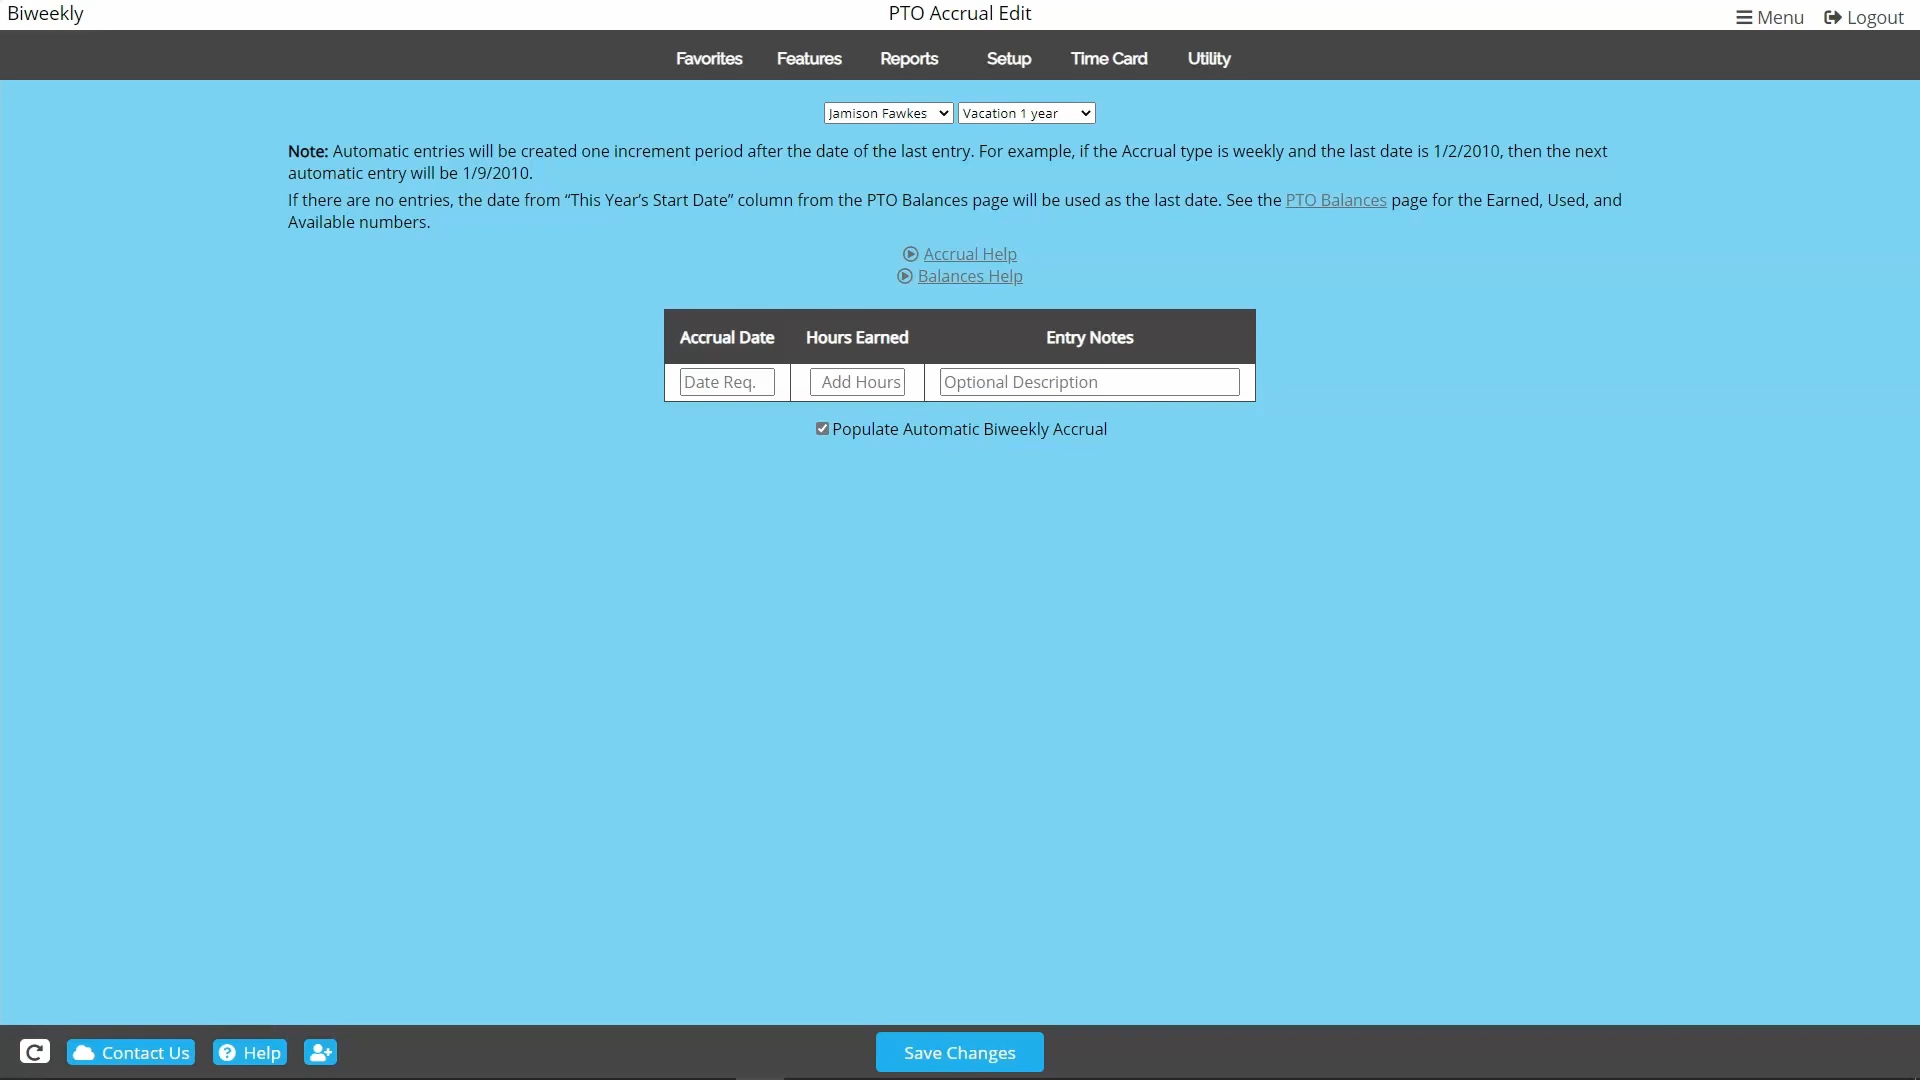 Biweekly
PTO Accrual Edit
Menu
Logout
Favorites
Features
Reports
Setup
Time Card
Utility
Jamison Fawkes
Vacation 1 year
Note: Automatic entries will be created one increment period after the date of the last entry. For example, if the Accrual type is weekly and the last date is 1/2/2010, then the next
automatic entry will be 1/9/2010.
If there are no entries, the date from “This Year’s Start Date” column from the PTO Balances page will be used as the last date. See the PTO Balances page for the Earned, Used, and
Available numbers.
Accrual Help
Balances Help
Accrual Date
Hours Earned
Entry Notes
Date Req.
Add Hours
Optional Description
Populate Automatic Biweekly Accrual
Contact Us
Help
Save Changes